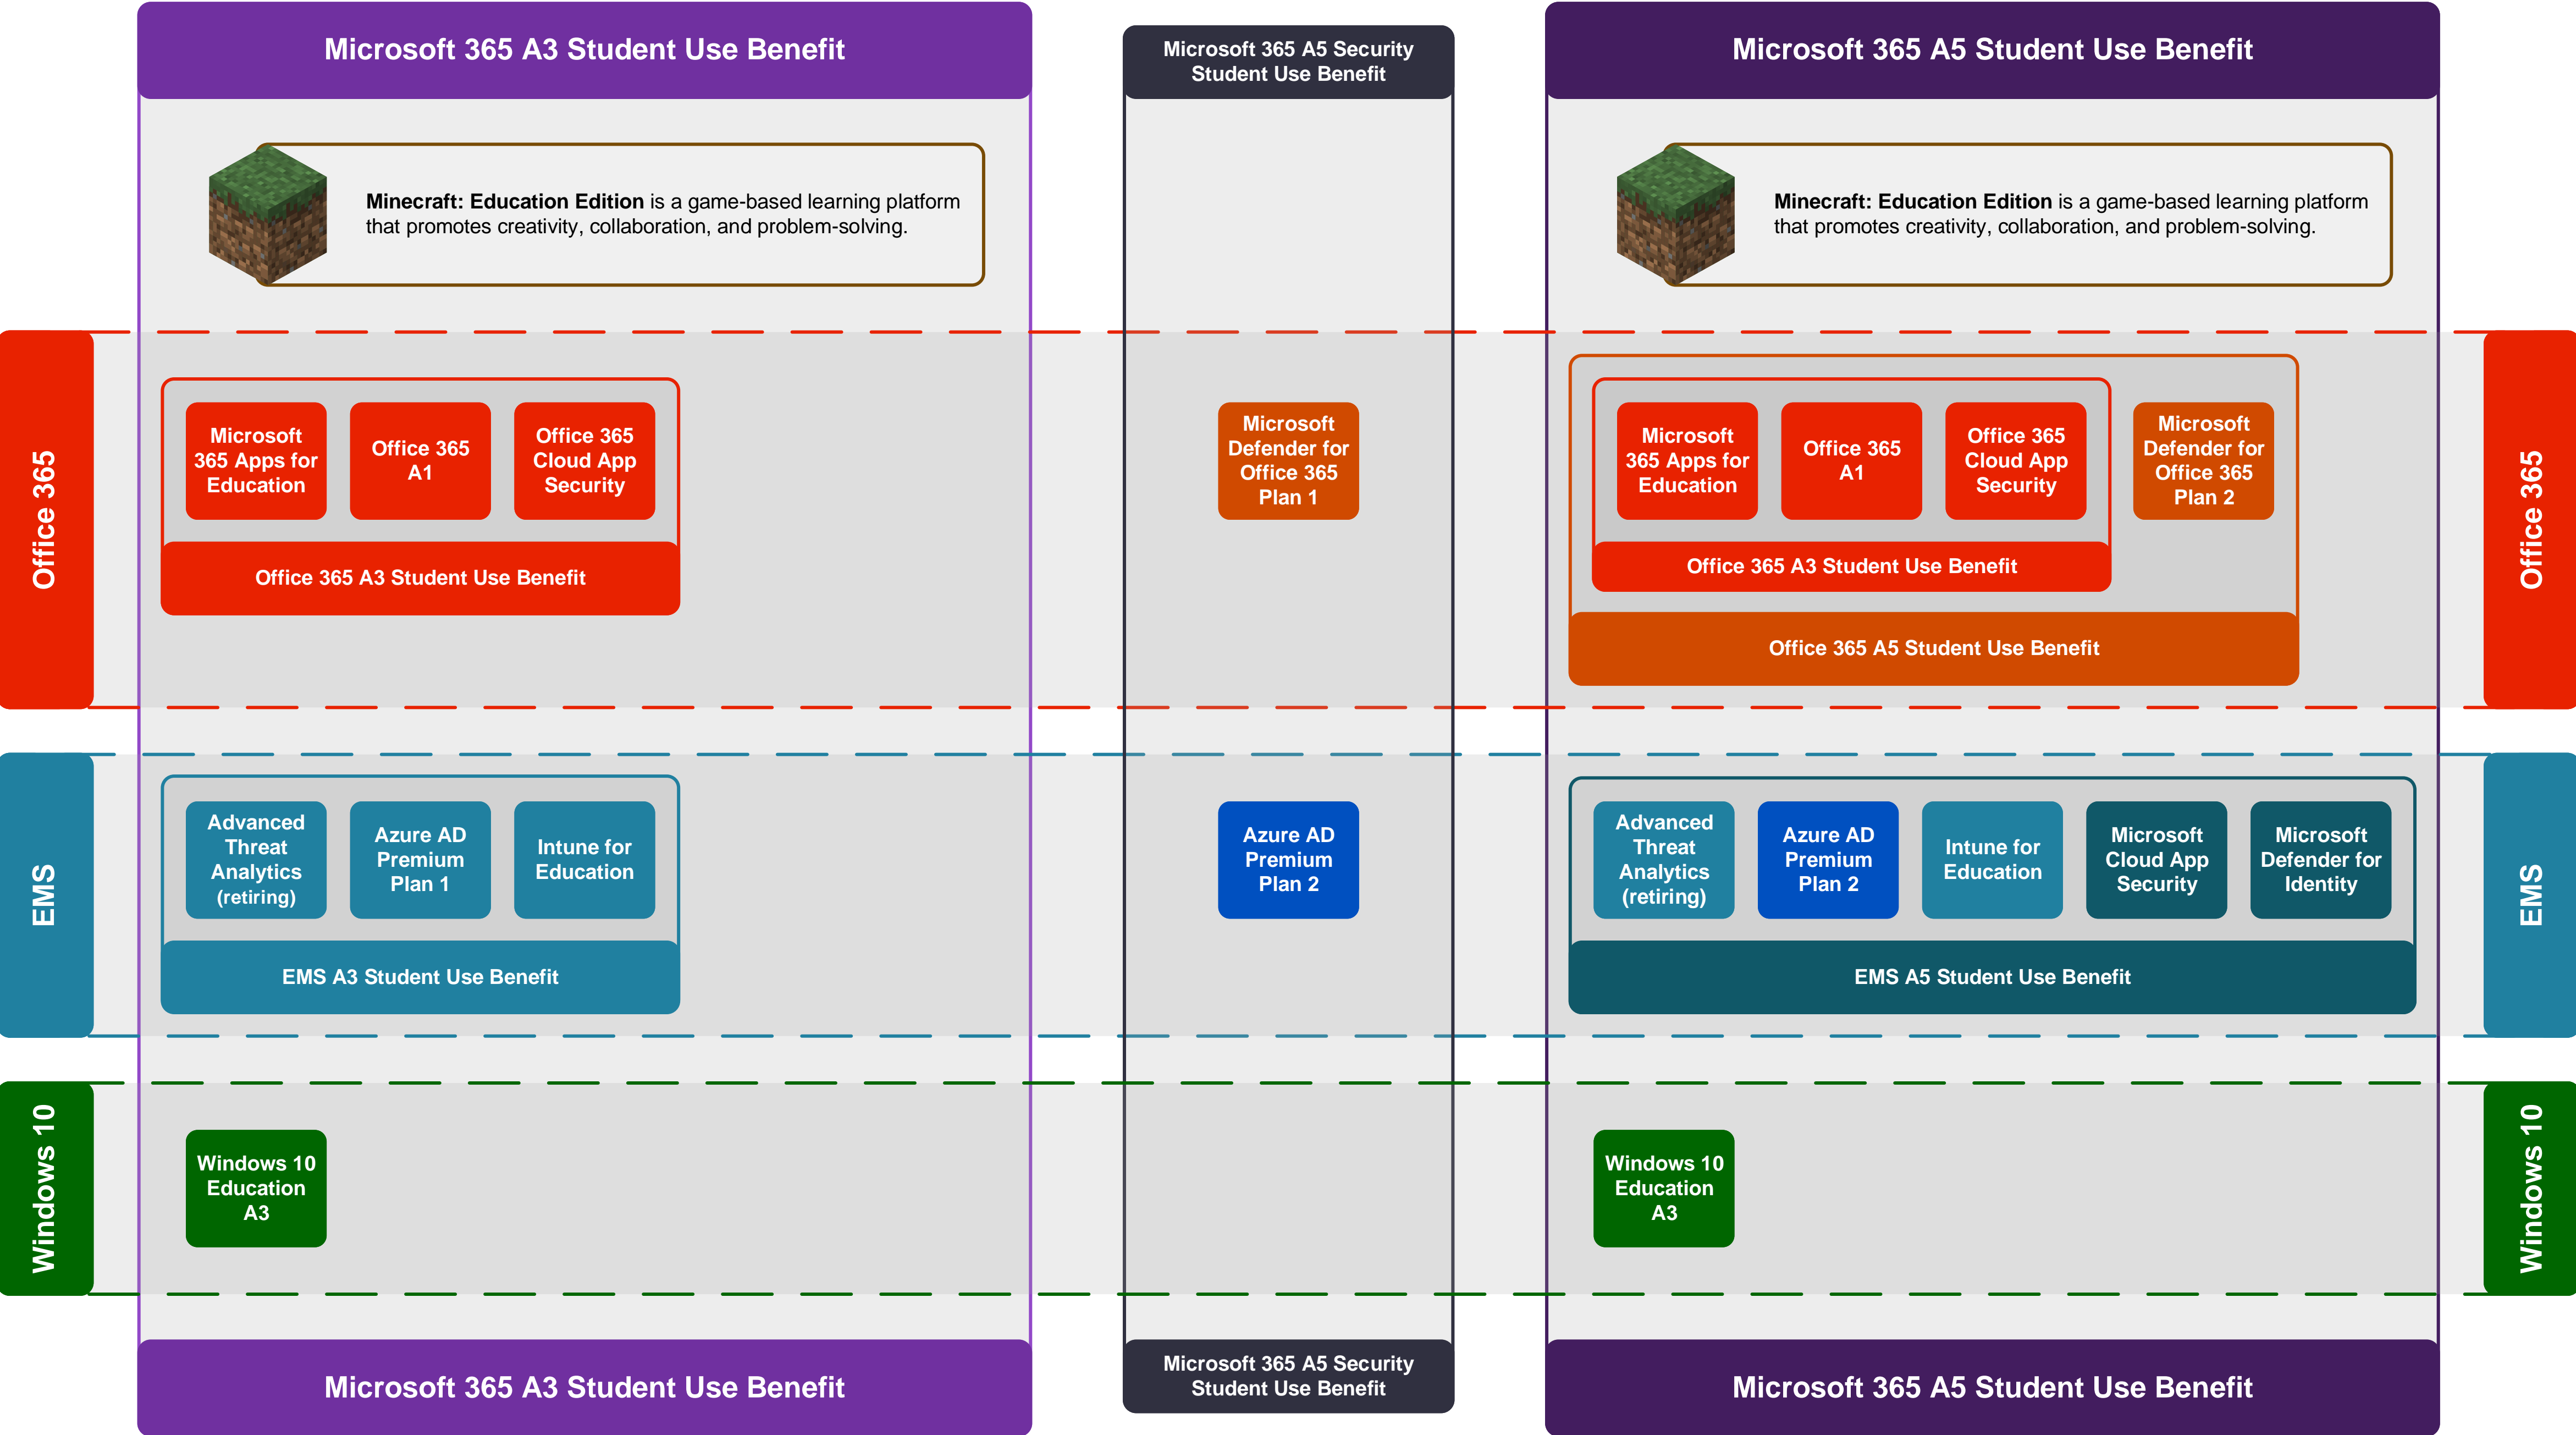 Microsoft 365 A3 Student Use Benefit
Microsoft 365 A5 Security
Student Use Benefit
Microsoft 365 A5 Student Use Benefit
Minecraft: Education Edition is a game-based learning platform
that promotes creativity, collaboration, and problem-solving.
Minecraft: Education Edition is a game-based learning platform
that promotes creativity, collaboration, and problem-solving.
Office 365
Microsoft
365 Apps for
Education
Office 365
A1
Office 365
Cloud App
Security
Office 365 A3 Student Use Benefit
Microsoft
Defender for
Office 365
Plan 1
Microsoft
365 Apps for
Education
Office 365
A1
Office 365
Cloud App
Security
Office 365 A3 Student Use Benefit
Microsoft
Defender for
Office 365
Plan 2
Office 365 A5 Student Use Benefit
Office 365
EMS
Advanced
Threat
Analytics
(retiring)
Azure AD
Premium
Plan 1
Intune for
Education
EMS A3 Student Use Benefit
Azure AD
Premium
Plan 2
Advanced
Threat
Analytics
(retiring)
Azure AD
Premium
Plan 2
Intune for
Education
Microsoft
Cloud App
Security
Microsoft
Defender for
Identity
EMS A5 Student Use Benefit
EMS
Windows 10
Windows 10
Education
A3
Windows 10
Education
A3
Windows 10
Microsoft 365 A3 Student Use Benefit
Microsoft 365 A5 Security
Student Use Benefit
Microsoft 365 A5 Student Use Benefit